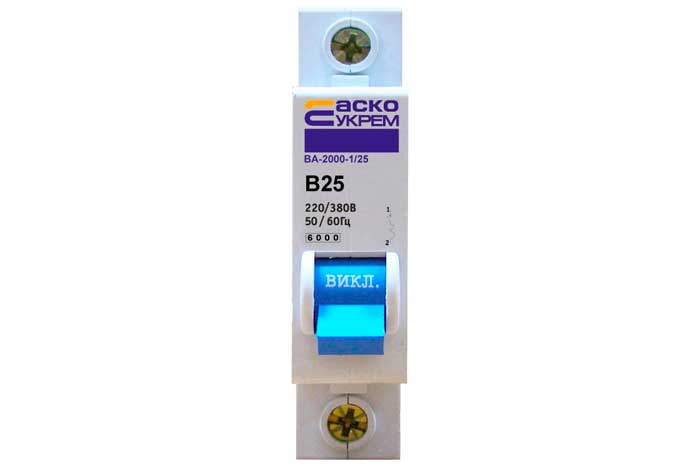 аско
УКРЕМ
ВА-2000-1/25
B25
220/380В
50/60Гц
6000
1
2
ВИКЛ.